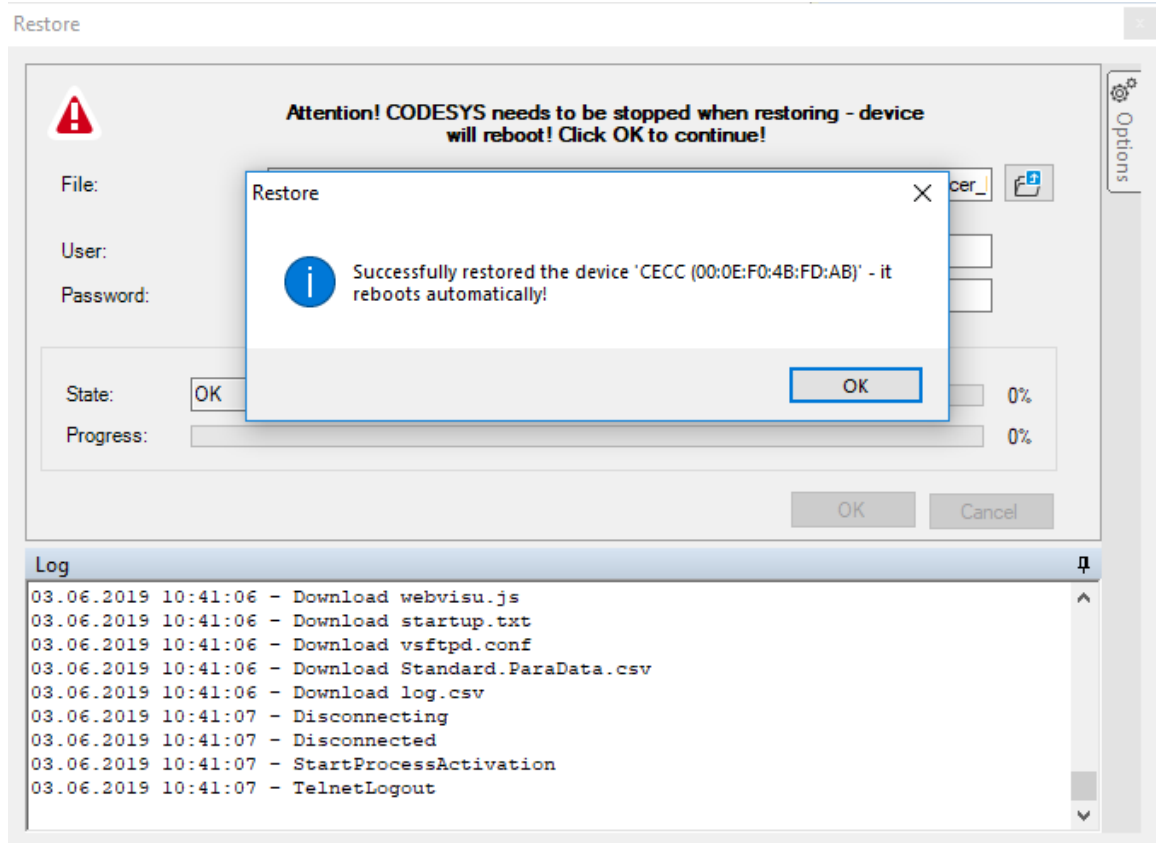 Restore
x
Attention! CODESYS needs to be stopped when restoring - device
will reboot! Click OK to continue!
Options
File:
cer_
User:
Password:
Restore
Successfully restored the device 'CECC (00:0E:F0:4B:FD:AB)' - it
reboots automatically!
OK
State:
OK
0%
Progress:
0%
OK
Cancel
Log
03.06.2019 10:41:06 - Download webvisu.js
03.06.2019 10:41:06 - Download startup.txt
03.06.2019 10:41:06 - Download vsftpd.conf
03.06.2019 10:41:06 - Download Standard.ParaData.csv
03.06.2019 10:41:06 - Download log.csv
03.06.2019 10:41:07 - Disconnecting
03.06.2019 10:41:07 - Disconnected
03.06.2019 10:41:07 - StartProcessActivation
03.06.2019 10:41:07 - TelnetLogout